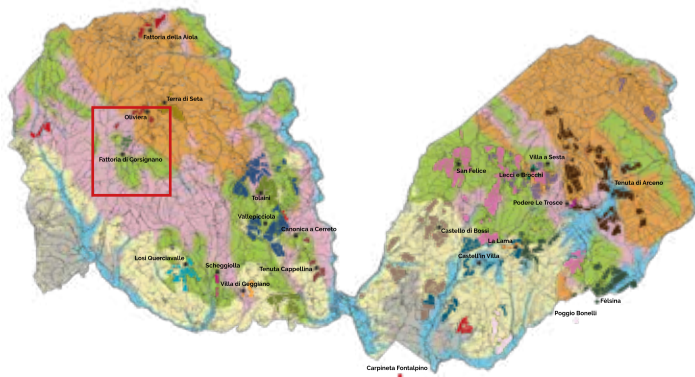 Fattoria della Aiola
Terra di Seta
Oliviera
Fattoria di Corsignano
Tolaini
Vallepicciola
Canonica a Cerreto
Losi Querciavalle
Scheggiolla
Tenuta Cappellina
Villa di Geggiano
San Felice
Villa a Sesta
Lecci e Brocchi
Tenuta di Arceno
Podere Le Trosce
Castello di Bossi
La Lama
Castell'in Villa
Felsina
Poggio Bonelli
Carpineta Fontalpino